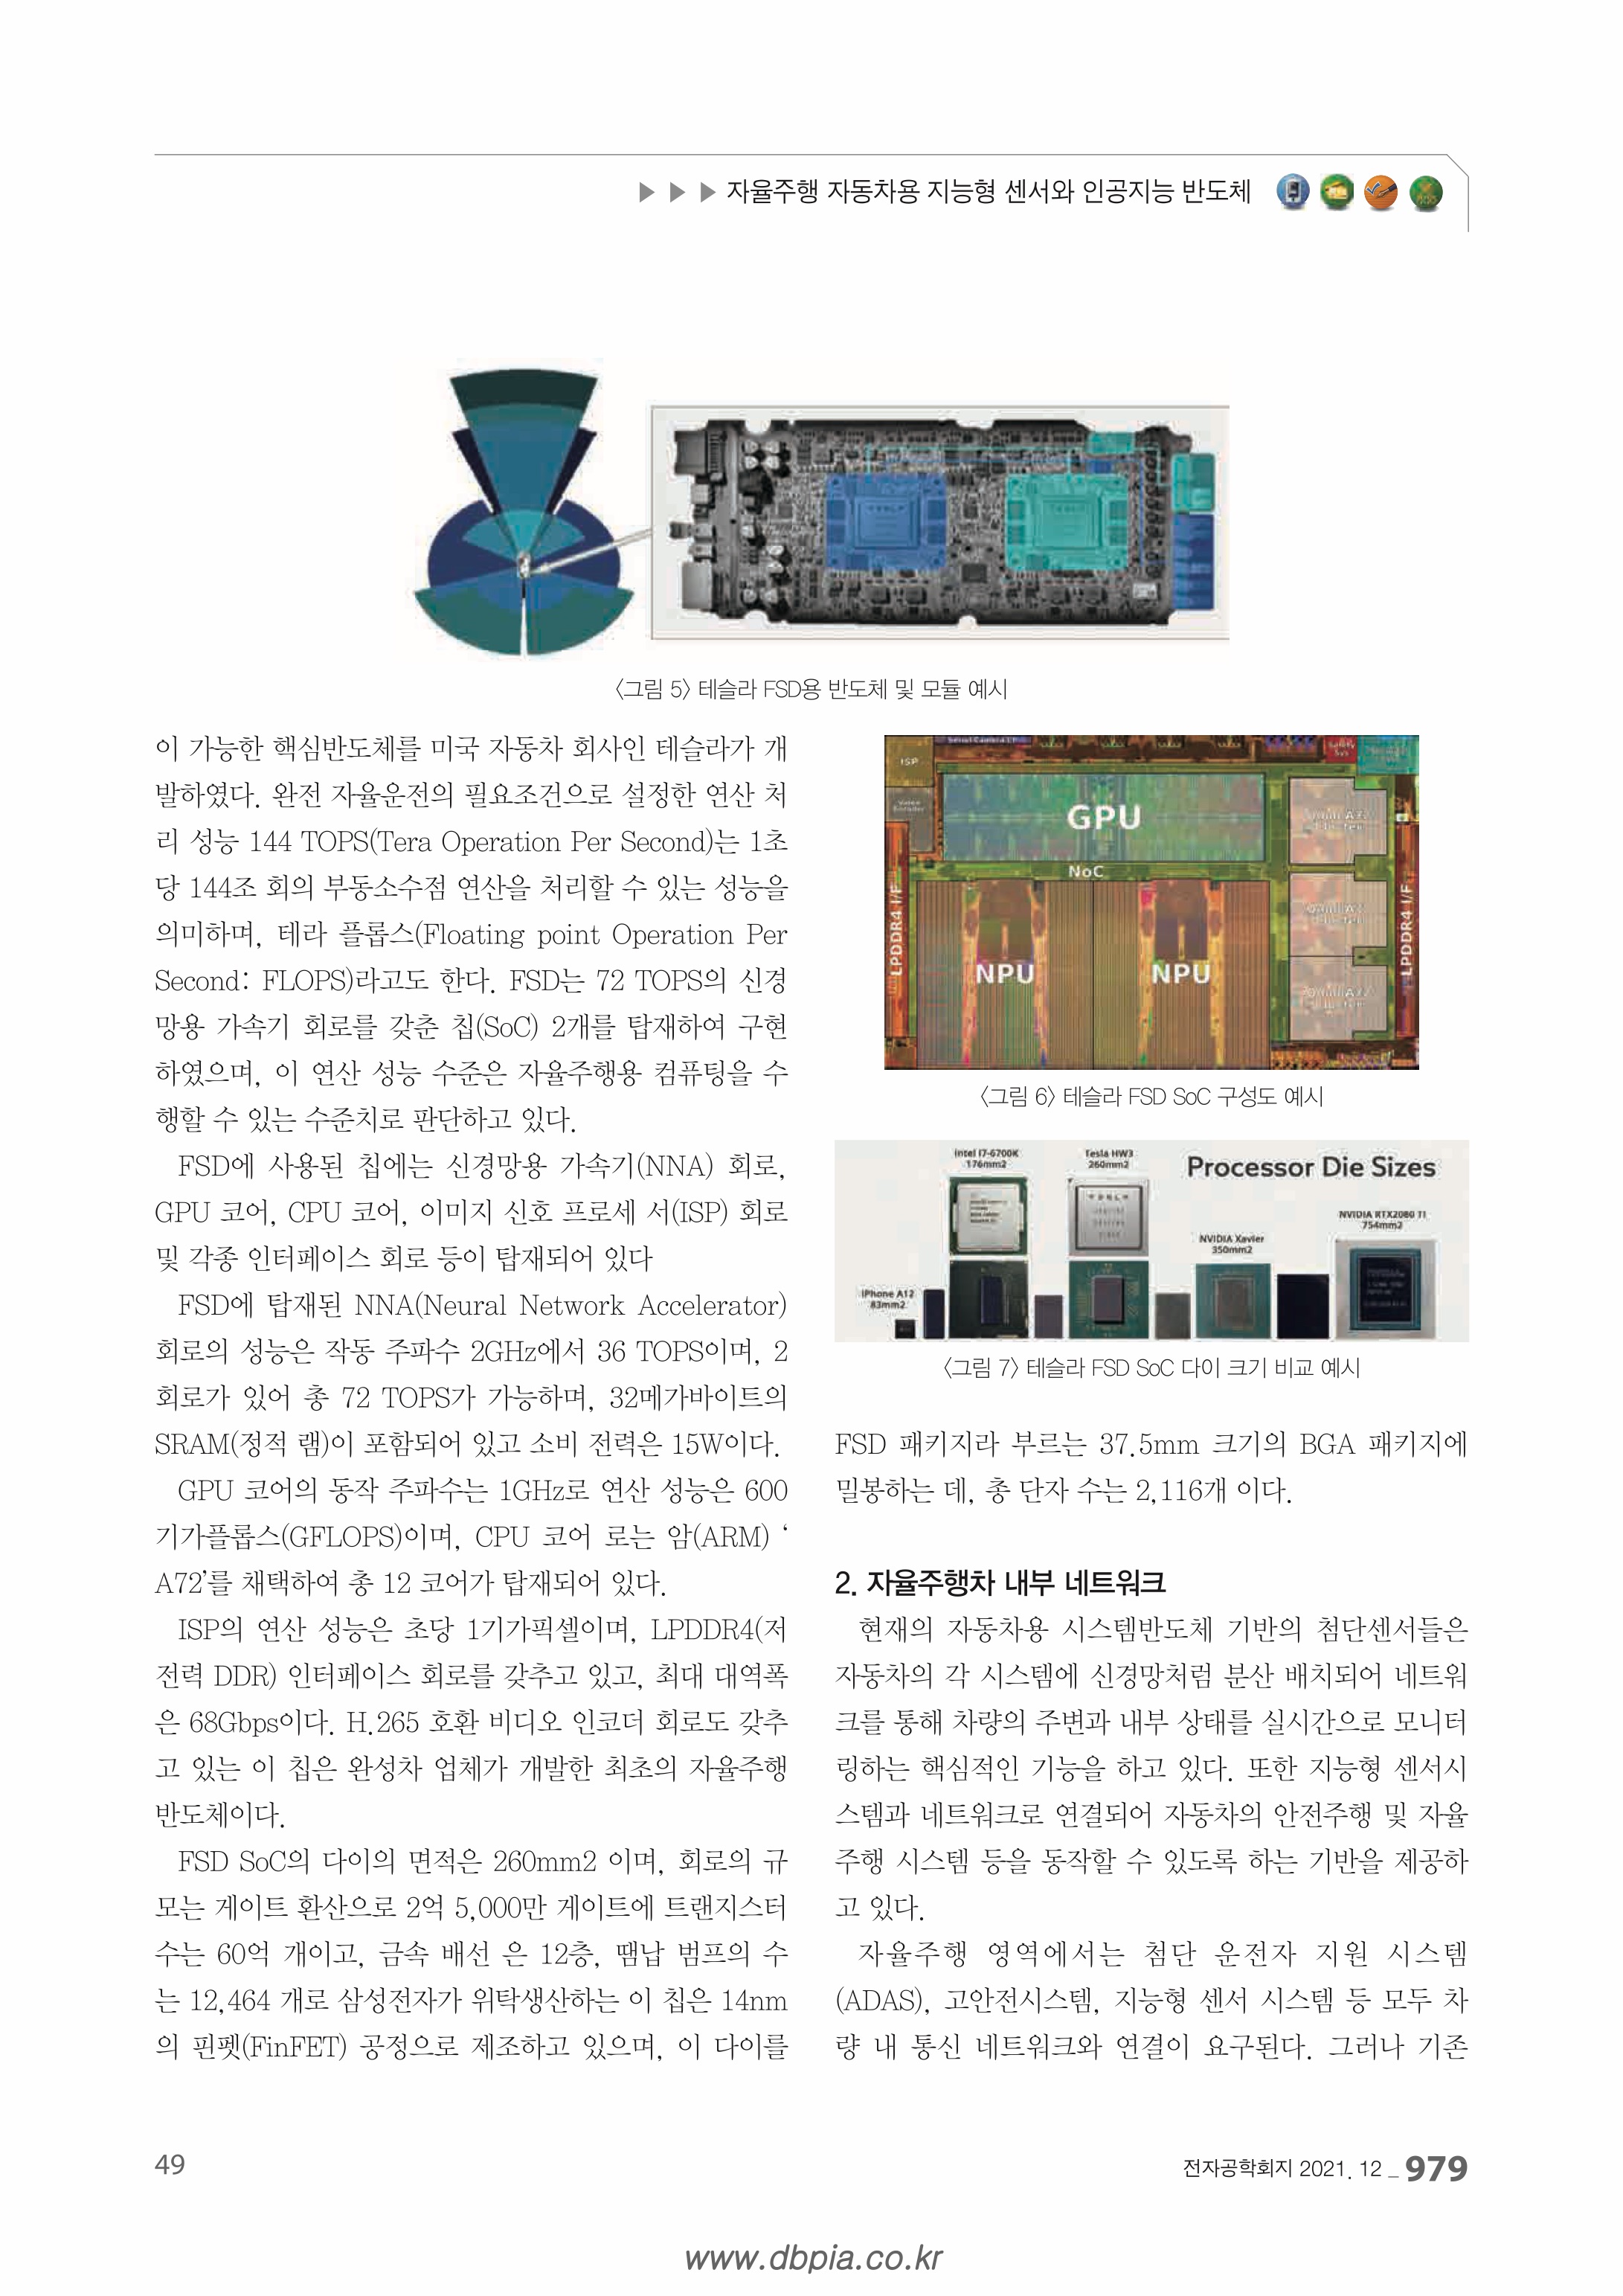 ▶ ▶ ▶ 자율주행 자동차용 지능형 센서와 인공지능 반도체
〈그림 5〉 테슬라 FSD용 반도체 및 모듈 예시
이 가능한 핵심반도체를 미국 자동차 회사인 테슬라가 개
발하였다. 완전 자율운전의 필요조건으로 설정한 연산 처
리 성능 144 TOPS(Tera Operation Per Second)는 1초
당 144조 회의 부동소수점 연산을 처리할 수 있는 성능을
의미하며, 테라 플롭스(Floating point Operation Per
Second: FLOPS)라고도 한다. FSD는 72 TOPS의 신경
망용 가속기 회로를 갖춘 칩(SoC) 2개를 탑재하여 구현
하였으며, 이 연산 성능 수준은 자율주행용 컴퓨팅을 수
행할 수 있는 수준치로 판단하고 있다.
FSD에 사용된 칩에는 신경망용 가속기(NNA) 회로,
GPU 코어, CPU 코어, 이미지 신호 프로세 서(ISP) 회로
및 각종 인터페이스 회로 등이 탑재되어 있다
FSD에 탑재된 NNA(Neural Network Accelerator)
회로의 성능은 작동 주파수 2GHz에서 36 TOPS이며, 2
회로가 있어 총 72 TOPS가 가능하며, 32메가바이트의
SRAM(정적 램)이 포함되어 있고 소비 전력은 15W이다.
GPU 코어의 동작 주파수는 1GHz로 연산 성능은 600
기가플롭스(GFLOPS)이며, CPU 코어 로는 암(ARM) ‘
A72’를 채택하여 총 12 코어가 탑재되어 있다.
ISP의 연산 성능은 초당 1기가픽셀이며, LPDDR4(저
전력 DDR) 인터페이스 회로를 갖추고 있고, 최대 대역폭
은 68Gbps이다. H.265 호환 비디오 인코더 회로도 갖추
고 있는 이 칩은 완성차 업체가 개발한 최초의 자율주행
반도체이다.
FSD SoC의 다이의 면적은 260mm2 이며, 회로의 규
모는 게이트 환산으로 2억 5,000만 게이트에 트랜지스터
수는 60억 개이고, 금속 배선 은 12층, 땜납 범프의 수
는 12,464 개로 삼성전자가 위탁생산하는 이 칩은 14nm
의 핀펫(FinFET) 공정으로 제조하고 있으며, 이 다이를
ISP
GPU
NoC
LPDDR4 I/F
NPU
NPU
LPDDR4 I/F
〈그림 6〉 테슬라 FSD SoC 구성도 예시
Processor Die Sizes
Intel I7-6700K
176mm2
Tesla HW3
260mm2
NVIDIA RTX2080 TI
754mm2
NVIDIA Xavier
350mm2
iPhone A12
83mm2
TESLA
〈그림 7〉 테슬라 FSD SoC 다이 크기 비교 예시
FSD 패키지라 부르는 37.5mm 크기의 BGA 패키지에
밀봉하는 데, 총 단자 수는 2,116개 이다.
2. 자율주행차 내부 네트워크
현재의 자동차용 시스템반도체 기반의 첨단센서들은
자동차의 각 시스템에 신경망처럼 분산 배치되어 네트워
크를 통해 차량의 주변과 내부 상태를 실시간으로 모니터
링하는 핵심적인 기능을 하고 있다. 또한 지능형 센서시
스템과 네트워크로 연결되어 자동차의 안전주행 및 자율
주행 시스템 등을 동작할 수 있도록 하는 기반을 제공하
고 있다.
자율주행 영역에서는 첨단 운전자 지원 시스템
(ADAS), 고안전시스템, 지능형 센서 시스템 등 모두 차
량 내 통신 네트워크와 연결이 요구된다. 그러나 기존
49
전자공학회지 2021. 12 _ 979
www.dbpia.co.kr